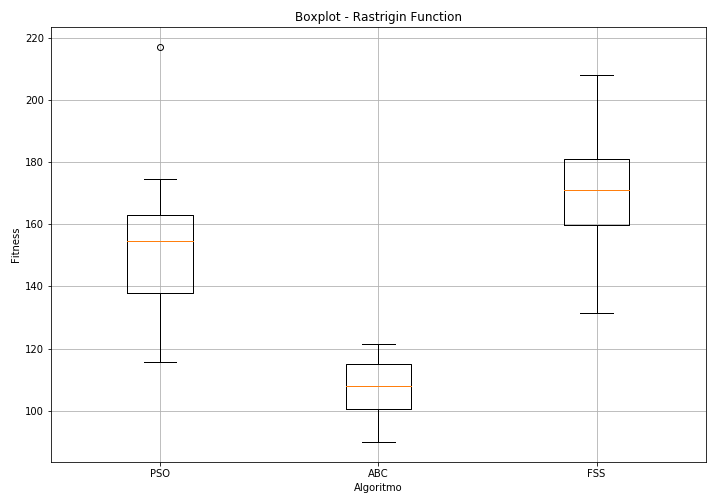 Boxplot - Rastrigin Function
220
200
180
160
140
120
100
Fitness
PSO
ABC
FSS
Algoritmo